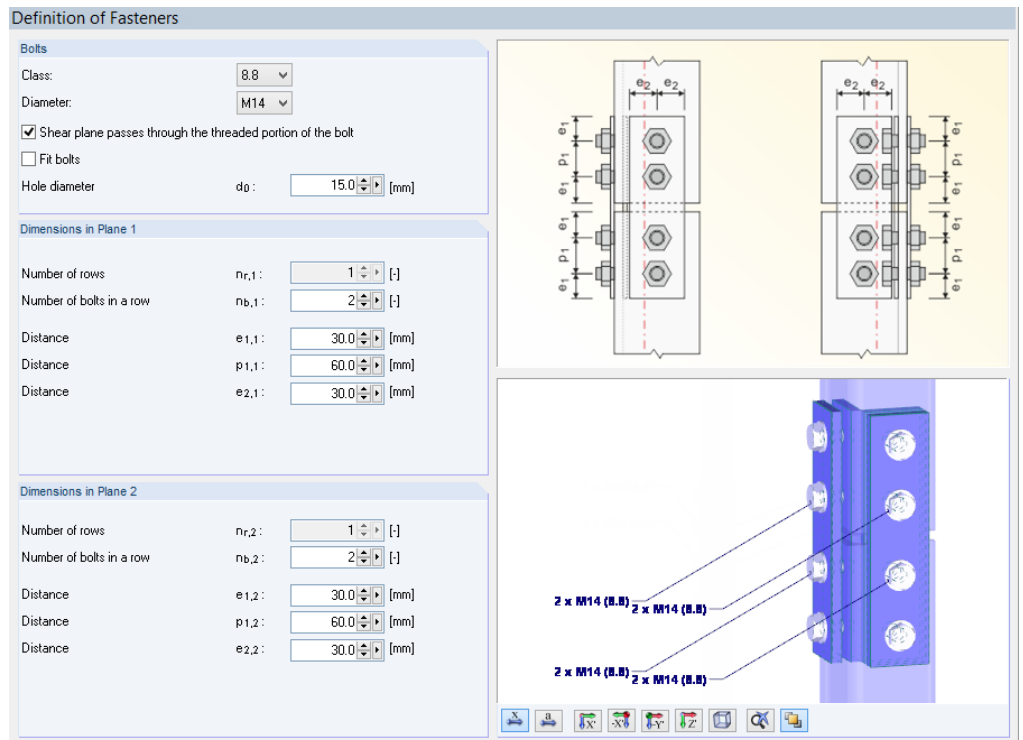 Definition of Fasteners
Bolts
Class: 8.8
Diameter: M14
Shear plane passes through the threaded portion of the bolt
Fit bolts
Hole diameter d0 : 15.0 [mm]
Dimensions in Plane 1
Number of rows nr,1 : 1 [-]
Number of bolts in a row nb,1 : 2 [-]
Distance e1,1 : 30.0 [mm]
Distance p1,1 : 60.0 [mm]
Distance e2,1 : 30.0 [mm]
Dimensions in Plane 2
Number of rows nr,2 : 1 [-]
Number of bolts in a row nb,2 : 2 [-]
Distance e1,2 : 30.0 [mm]
Distance p1,2 : 60.0 [mm]
Distance e2,2 : 30.0 [mm]
e2 e2
e1
p1
e1
e1
p1
e1
e2 e2
e1
p1
e1
e1
p1
e1
2 x M14 (8.8)
2 x M14 (8.8)
2 x M14 (8.8)
2 x M14 (8.8)
x a X -X -Y Z